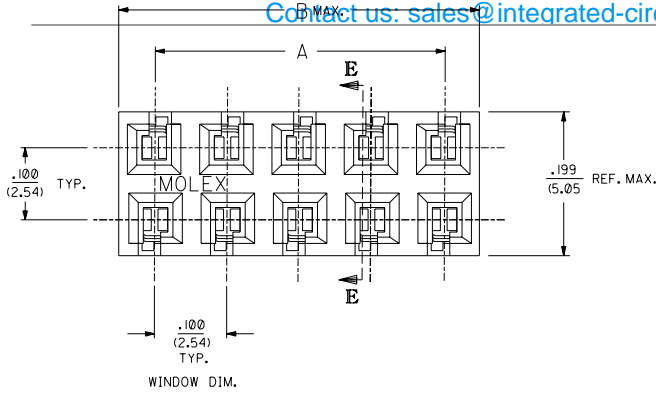 Contact us: sales@integrated-circ
B MAX.
A
E
.100
(2.54)
TYP.
MOLEX
.199
(5.05
REF. MAX.
E
.100
(2.54)
TYP.
WINDOW DIM.